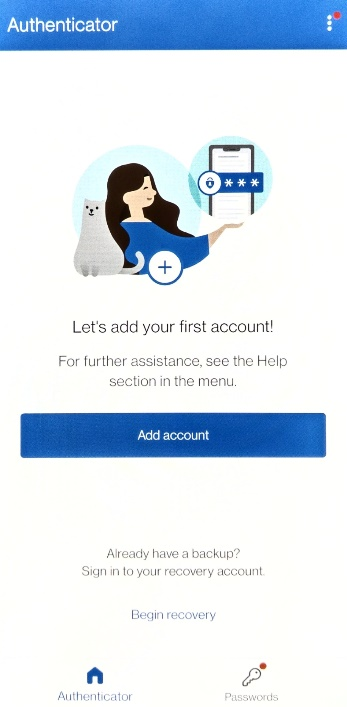 Authenticator
***
Let's add your first account!
For further assistance, see the Help
section in the menu.
Add account
Already have a backup?
Sign in to your recovery account.
Begin recovery
Authenticator
Passwords